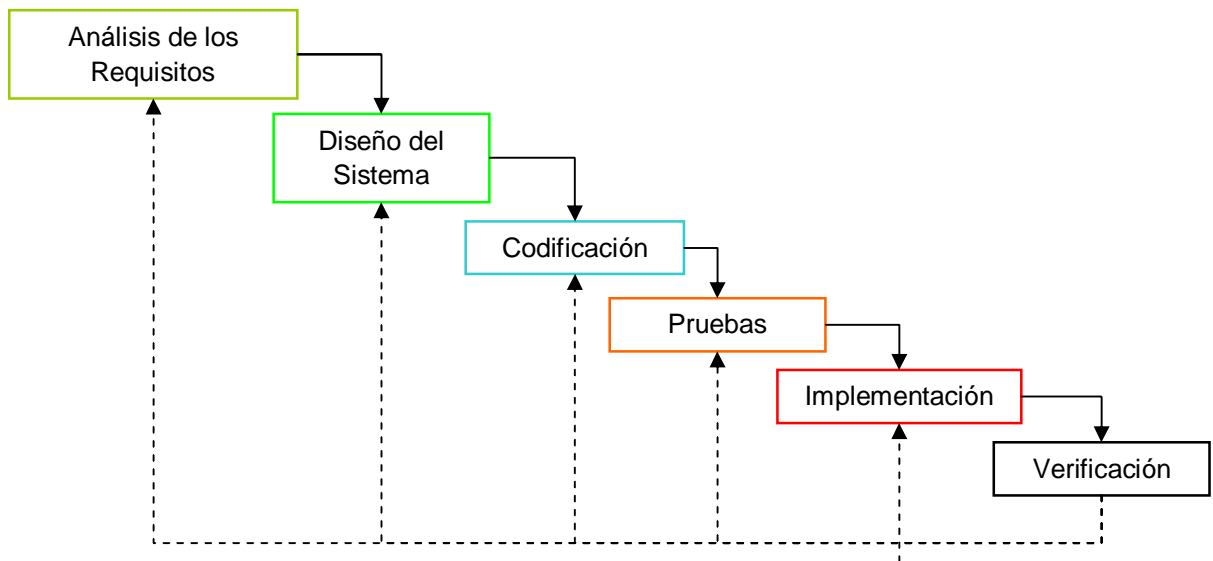 Análisis de los
Requisitos
Diseño del
Sistema
Codificación
Pruebas
Implementación
Verificación